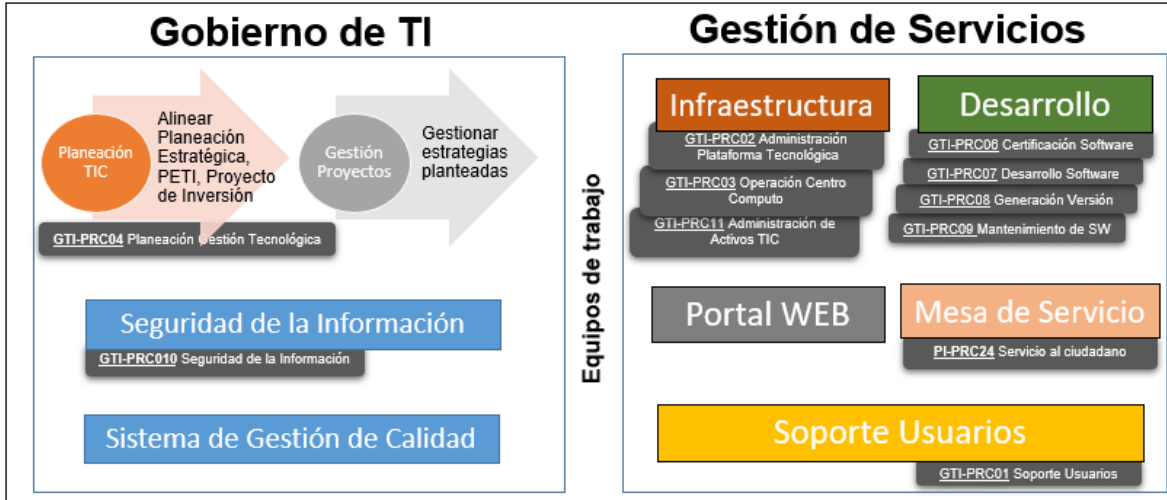 Gobierno de TI
Planeación
TIC
Alinear
Planeación
Estratégica,
PETI, Proyecto
de Inversión
Gestión
Proyectos
Gestionar
estrategias
planteadas
GTI-PRC04 Planeación Gestión Tecnológica
Seguridad de la Información
GTI-PRC010 Seguridad de la Información
Sistema de Gestión de Calidad
Equipos de trabajo
Gestión de Servicios
Infraestructura
GTI-PRC02 Administración
Plataforma Tecnológica
GTI-PRC03 Operación Centro
Computo
GTI-PRC11 Administración de
Activos TIC
Desarrollo
GTI-PRC06 Certificación Software
GTI-PRC07 Desarrollo Software
GTI-PRC08 Generación Versión
GTI-PRC09 Mantenimiento de SW
Portal WEB
Mesa de Servicio
PI-PRC24 Servicio al ciudadano
Soporte Usuarios
GTI-PRC01 Soporte Usuarios